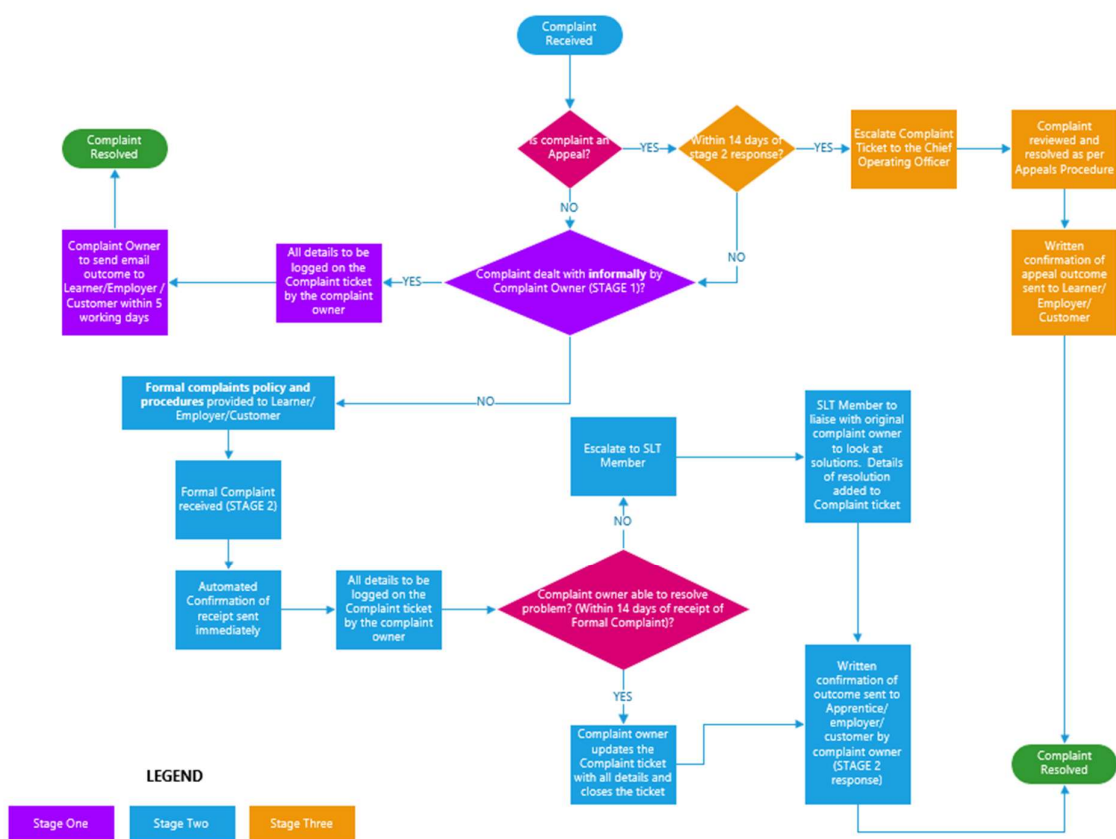 Complaint
Received
Is complaint an
Appeal?
YES
Within 14 days of
stage 2 response?
YES
Escalate Complaint
Ticket to the Chief
Operating Officer
Complaint
reviewed and
resolved as per
Appeals Procedure
Complaint
Resolved
NO
NO
Written
confirmation of
appeal outcome
sent to Learner/
Employer/
Customer
Complaint Owner
to send email
outcome to
Learner/Employer /
Customer within 5
working days
All details to be
logged on the
Complaint ticket
by the complaint
owner
YES
Complaint dealt with informally by
Complaint Owner (STAGE 1)?
Formal complaints policy and
procedures provided to Learner/
Employer/Customer
NO
Escalate to SLT
Member
SLT Member to
liaise with original
complaint owner
to look at
solutions. Details
of resolution
added to
Complaint ticket
Formal Complaint
received (STAGE 2)
NO
Automated
Confirmation of
receipt sent
immediately
All details to be
logged on the
Complaint ticket
by the complaint
owner
Complaint owner able to resolve
problem? (Within 14 days of receipt of
Formal Complaint)?
YES
Complaint owner
updates the
Complaint ticket
with all details and
closes the ticket
Written
confirmation of
outcome sent to
Apprentice/
employer/
customer by
complaint owner
(STAGE 2
response)
Complaint
Resolved
LEGEND
Stage One
Stage Two
Stage Three